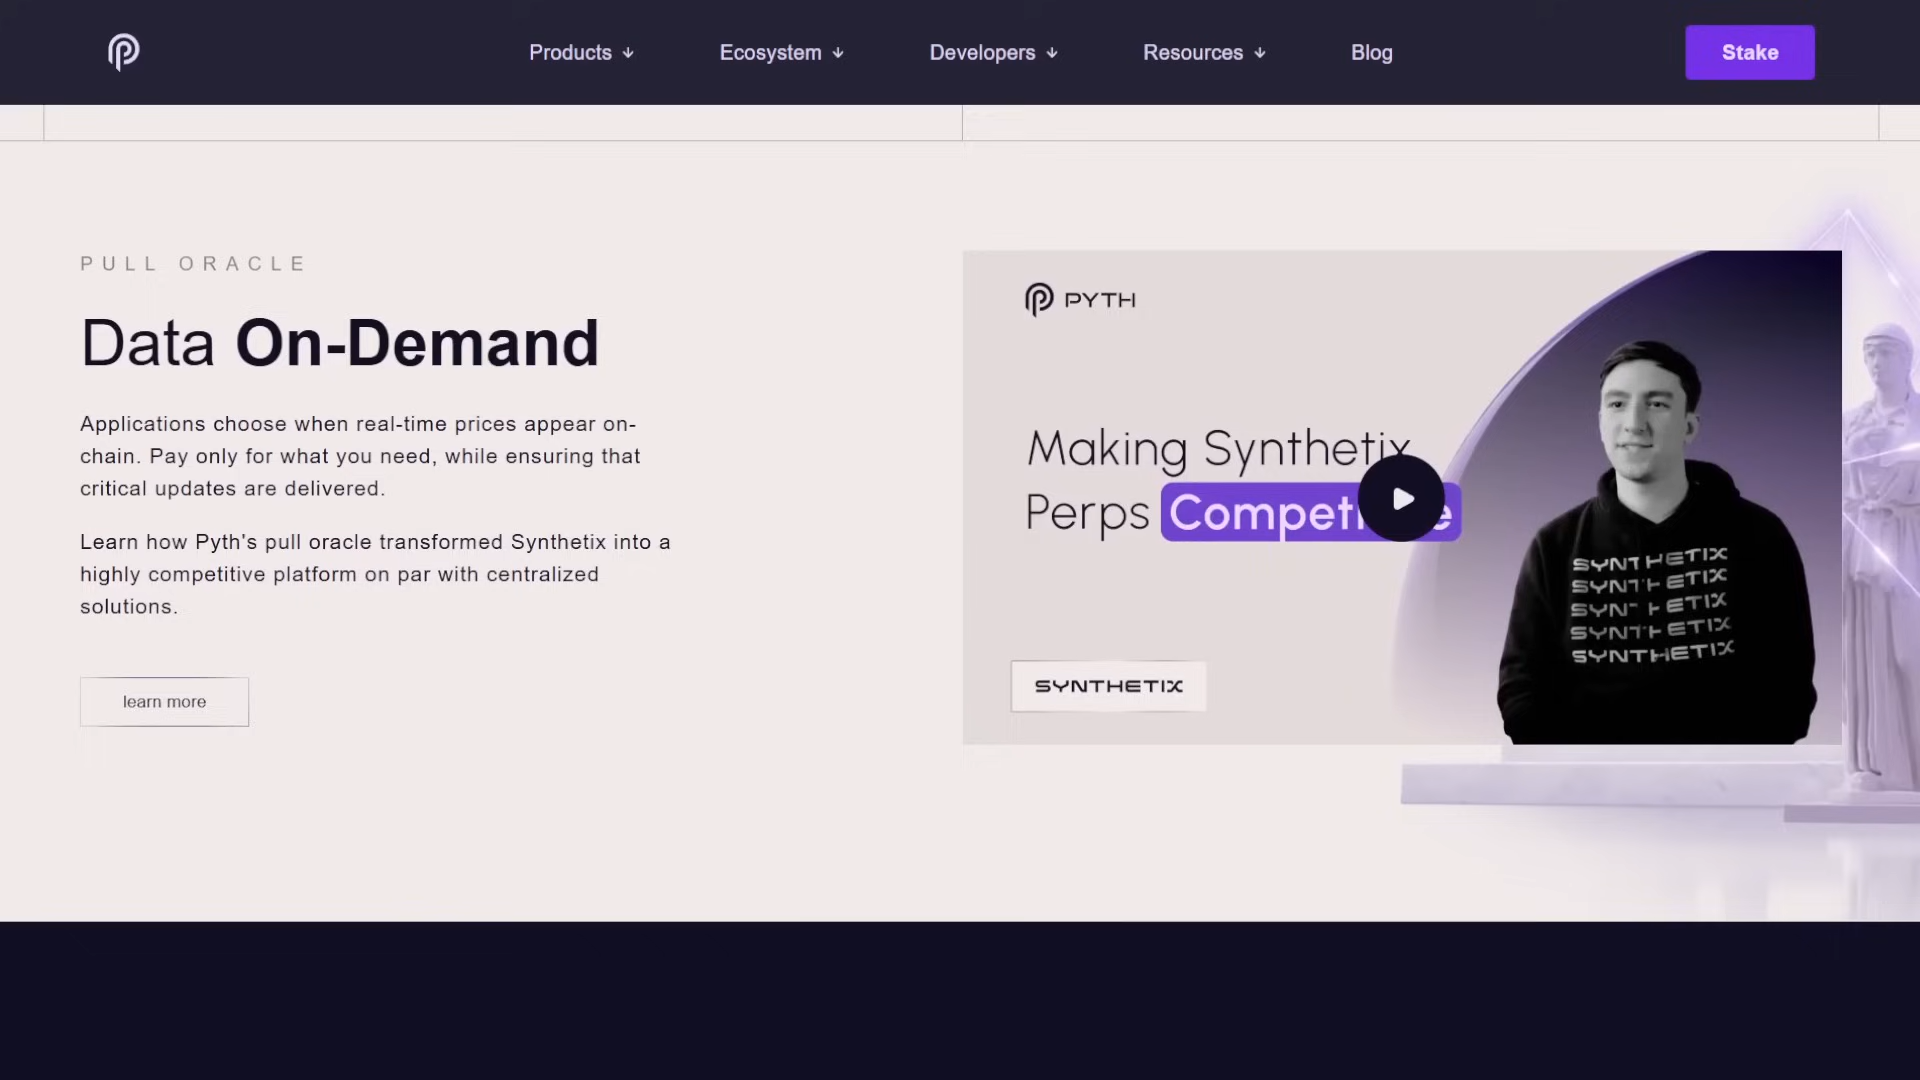 Products
Ecosystem
Developers
Resources
Blog
Stake
PULL ORACLE
Data On-Demand
Applications choose when real-time prices appear on-
chain. Pay only for what you need, while ensuring that
critical updates are delivered.
Learn how Pyth's pull oracle transformed Synthetix into a
highly competitive platform on par with centralized
solutions.
learn more
PYTH
Making Synthetix
Perps
SYNTHETIX
SYNTHETIX
SYNTHETIX
SYNTHETIX
SYNTHETIX
SYNTHETIX